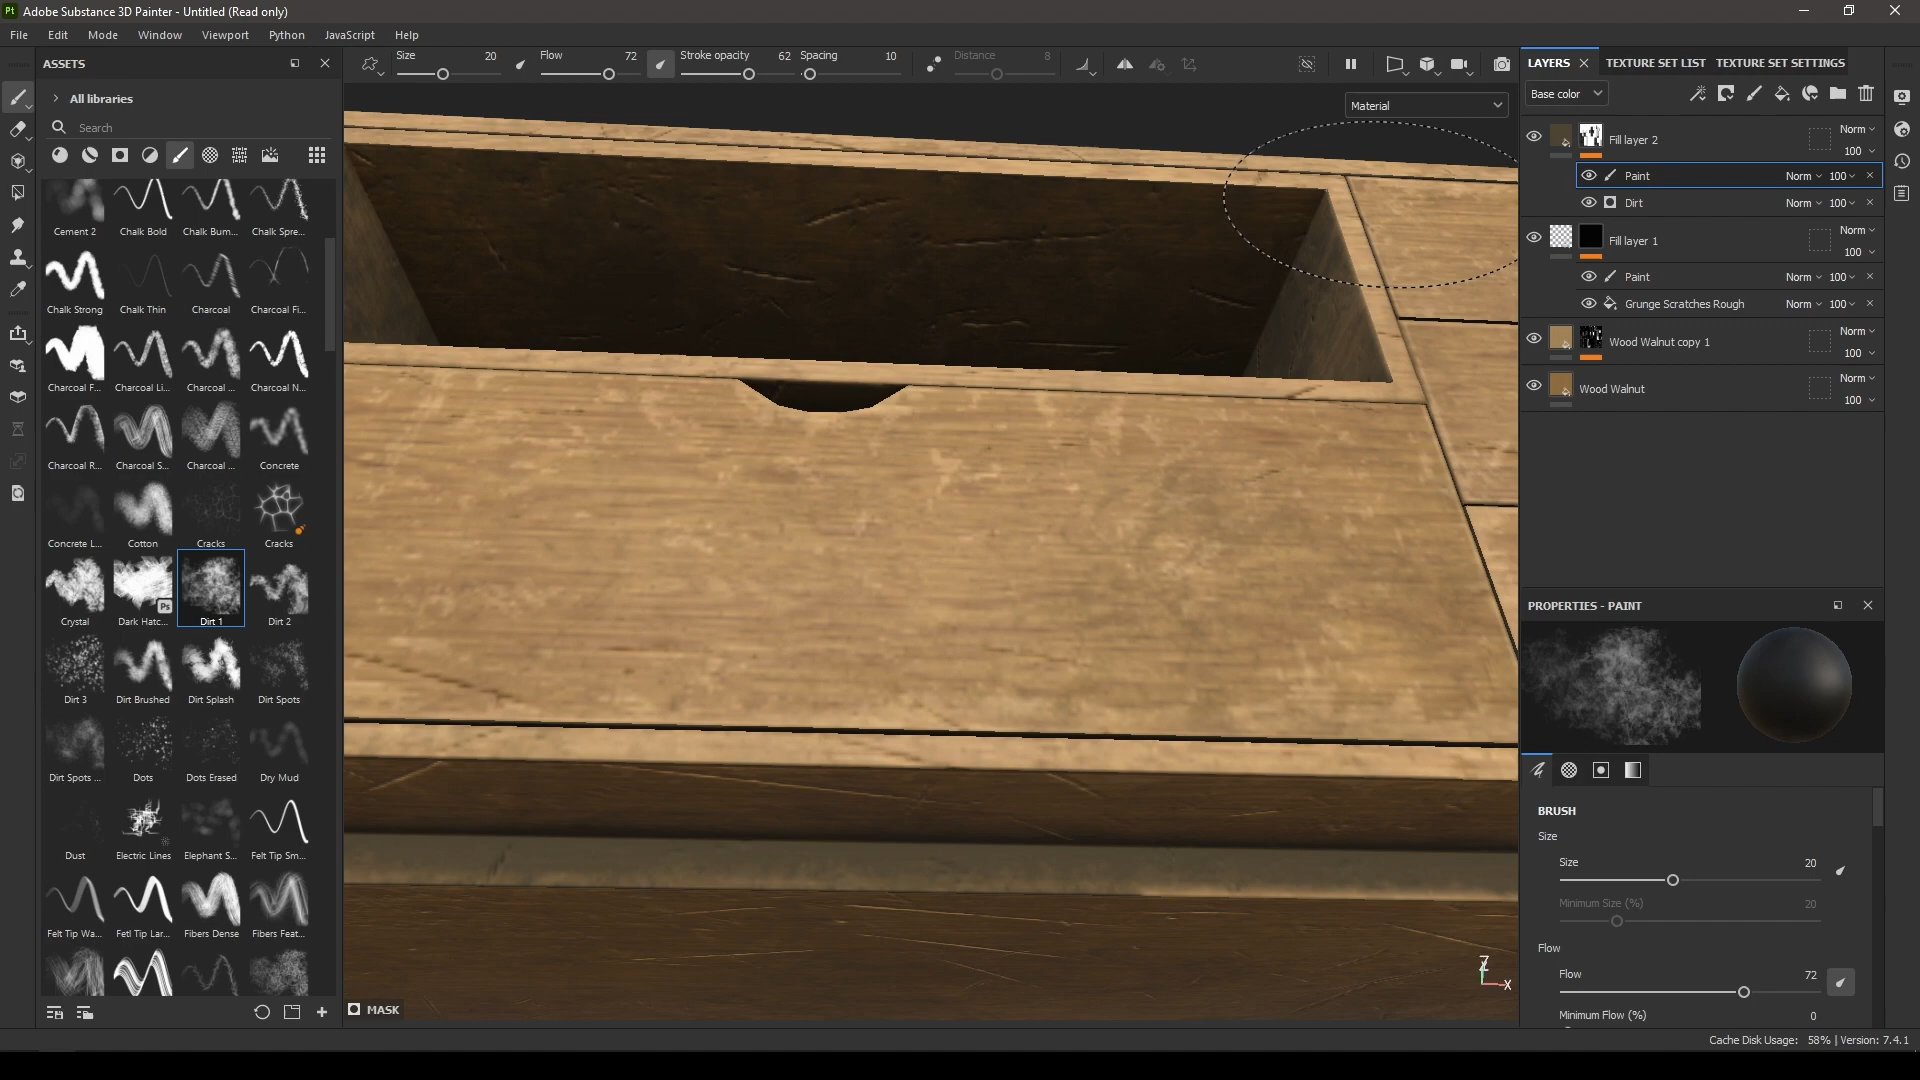 Pt Adobe Substance 3D Painter - Untitled (Read only)
File Edit Mode Window Viewport Python JavaScript Help
ASSETS
Size 20 Flow 72 Stroke opacity 62 Spacing 10 Distance 8
LAYERS TEXTURE SET LIST TEXTURE SET SETTINGS
All libraries
Base color
Material
Search
Fill layer 2 Norm 100
Paint Norm 100
Dirt Norm 100
Fill layer 1 Norm 100
Paint Norm 100
Grunge Scratches Rough Norm 100
Wood Walnut copy 1 Norm 100
Wood Walnut Norm 100
Cement 2 Chalk Bold Chalk Bum... Chalk Spre...
Chalk Strong Chalk Thin Charcoal Charcoal Fi...
Charcoal F... Charcoal Li... Charcoal ... Charcoal N...
Charcoal R... Charcoal S... Charcoal ... Concrete
Concrete L... Cotton Cracks Cracks
Ps
Crystal Dark Hatc... Dirt 1 Dirt 2
Dirt 3 Dirt Brushed Dirt Splash Dirt Spots
Dirt Spots ... Dots Dots Erased Dry Mud
Dust Electric Lines Elephant S... Felt Tip Sm...
Felt Tip Wa... Fetl Tip Lar... Fibers Dense Fibers Feat...
PROPERTIES - PAINT
BRUSH
Size
Size 20
Minimum Size (%) 20
Flow
Flow 72
Minimum Flow (%) 0
Z
X
MASK
Cache Disk Usage: 58% | Version: 7.4.1